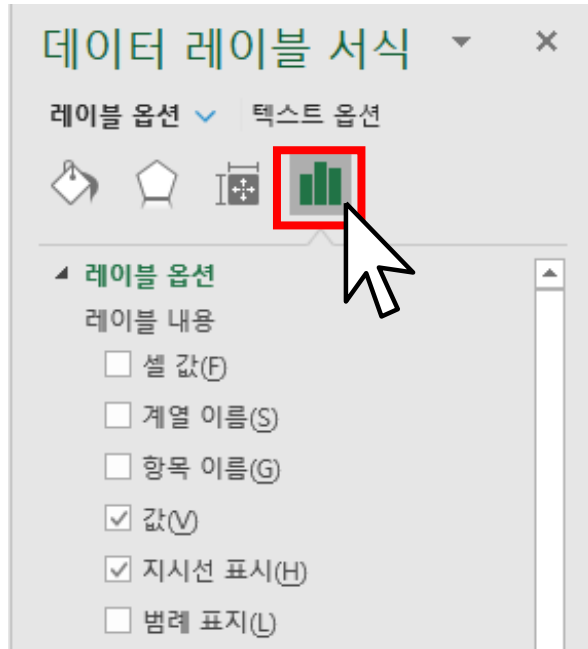 데이터 레이블 서식
레이블 옵션 텍스트 옵션
레이블 옵션
레이블 내용
셀 값(F)
계열 이름(S)
항목 이름(G)
값(V)
지시선 표시(H)
범례 표지(L)